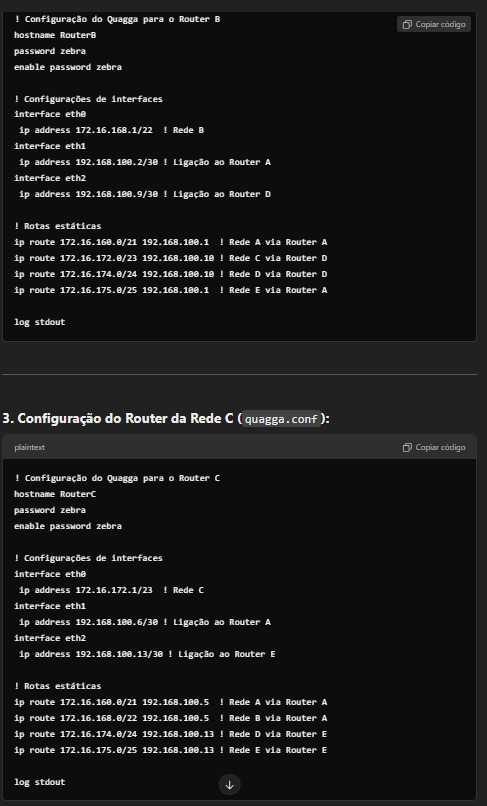 ! Configuração do Quagga para o Router B
Copiar código
hostname RouterB
password zebra
enable password zebra
! Configurações de interfaces
interface eth0
ip address 172.16.168.1/22 ! Rede B
interface eth1
ip address 192.168.100.2/30 ! Ligação ao Router A
interface eth2
ip address 192.168.100.9/30 ! Ligação ao Router D
! Rotas estáticas
ip route 172.16.160.0/21 192.168.100.1 ! Rede A via Router A
ip route 172.16.172.0/23 192.168.100.10 ! Rede C via Router D
ip route 172.16.174.0/24 192.168.100.10 ! Rede D via Router D
ip route 172.16.175.0/25 192.168.100.1 ! Rede E via Router A
log stdout
3. Configuração do Router da Rede C (quagga.conf):
plaintext
Copiar código
! Configuração do Quagga para o Router C
hostname RouterC
password zebra
enable password zebra
! Configurações de interfaces
interface eth0
ip address 172.16.172.1/23 ! Rede C
interface eth1
ip address 192.168.100.6/30 ! Ligação ao Router A
interface eth2
ip address 192.168.100.13/30 ! Ligação ao Router E
! Rotas estáticas
ip route 172.16.160.0/21 192.168.100.5 ! Rede A via Router A
ip route 172.16.168.0/22 192.168.100.5 ! Rede B via Router A
ip route 172.16.174.0/24 192.168.100.13 ! Rede D via Router E
ip route 172.16.175.0/25 192.168.100.13 ! Rede E via Router E
log stdout